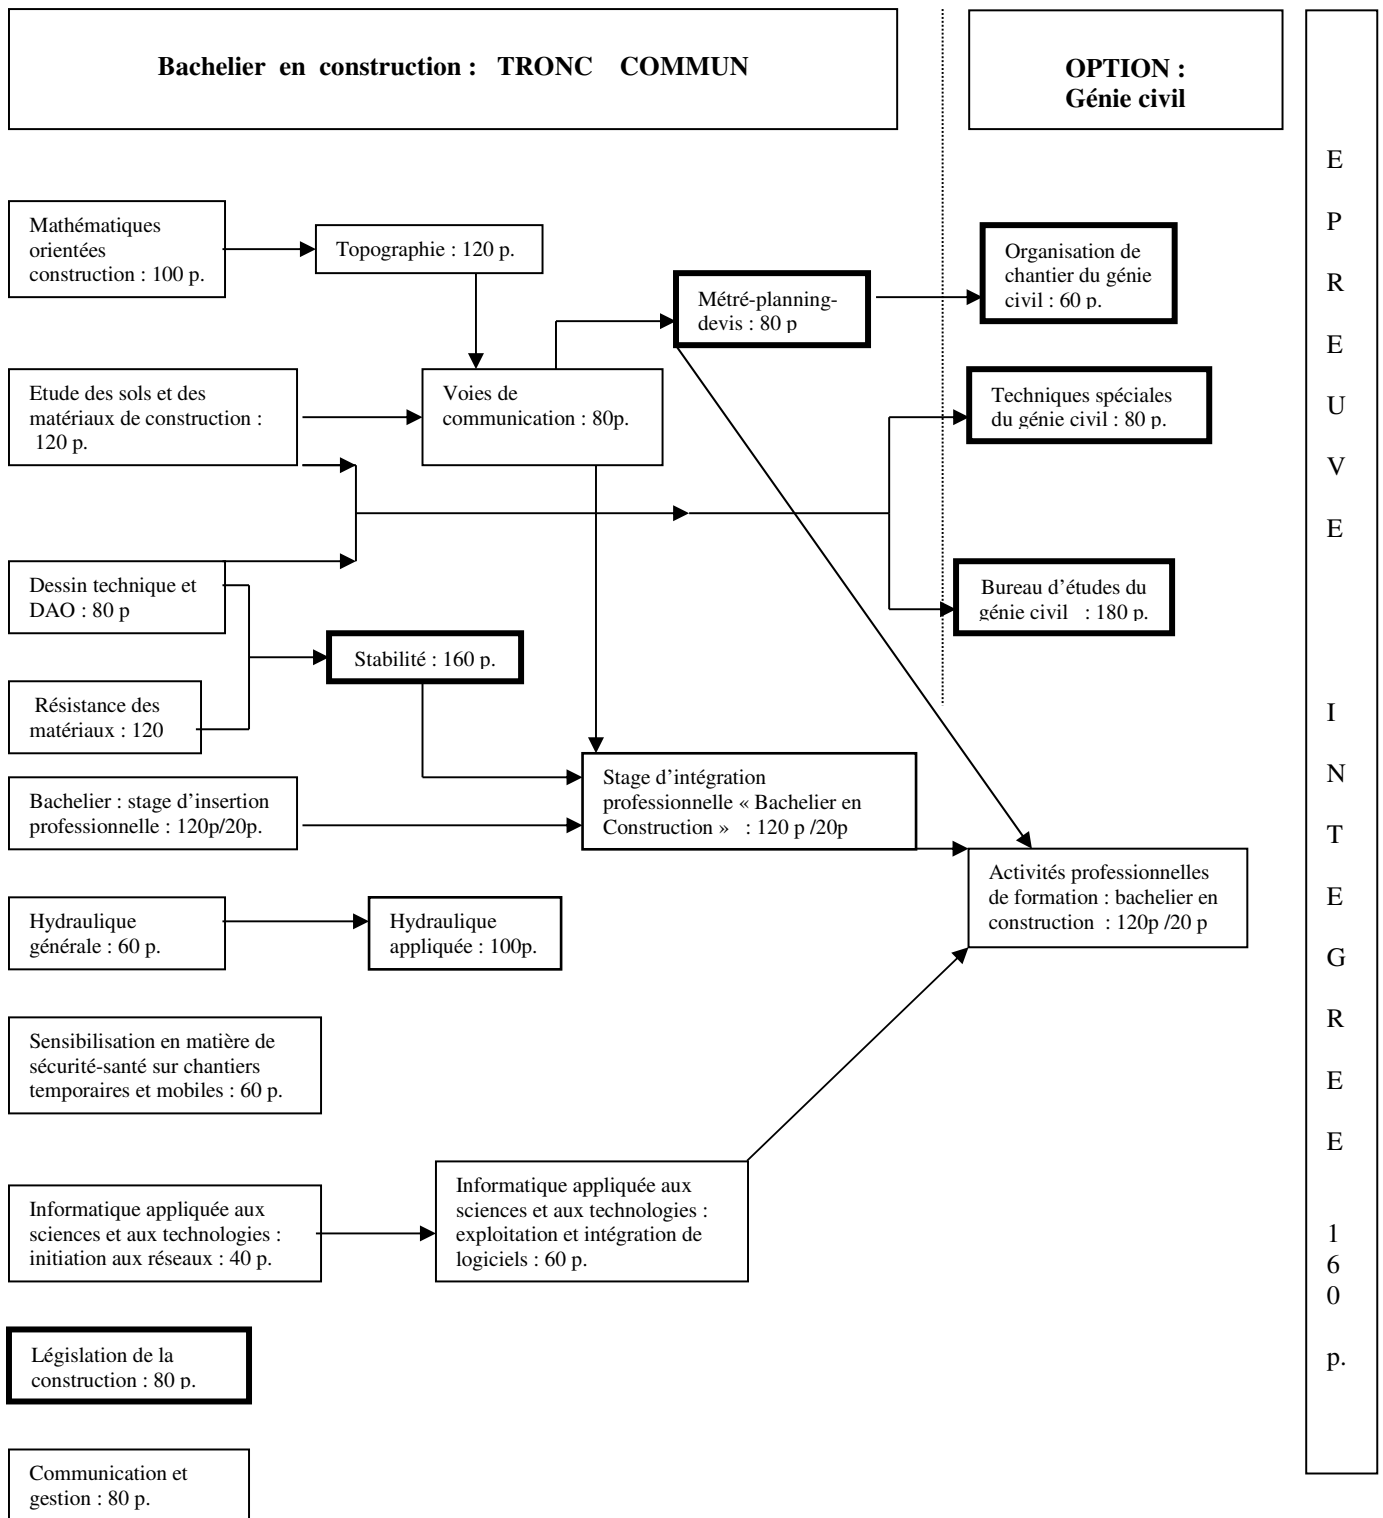 Bachelier en construction : TRONC COMMUN
OPTION :
Génie civil
Mathématiques
orientées
construction : 100 p.
Topographie : 120 p.
Organisation de
chantier du génie
civil : 60 p.
Métré-planning-
devis : 80 p
Etude des sols et des
matériaux de construction :
120 p.
Voies de
communication : 80p.
Techniques spéciales
du génie civil : 80 p.
Dessin technique et
DAO : 80 p
Bureau d’études du
génie civil : 180 p.
Stabilité : 160 p.
Résistance des
matériaux : 120
Bachelier : stage d’insertion
professionnelle : 120p/20p.
Stage d’intégration
professionnelle « Bachelier en
Construction » : 120 p /20p
Activités professionnelles
de formation : bachelier en
construction : 120p /20 p
Hydraulique
générale : 60 p.
Hydraulique
appliquée : 100p.
Sensibilisation en matière de
sécurité-santé sur chantiers
temporaires et mobiles : 60 p.
Informatique appliquée aux
sciences et aux technologies :
initiation aux réseaux : 40 p.
Informatique appliquée aux
sciences et aux technologies :
exploitation et intégration de
logiciels : 60 p.
Législation de la
construction : 80 p.
Communication et
gestion : 80 p.
E
P
R
E
U
V
E
I
N
T
E
G
R
E
E
1
6
0
p.